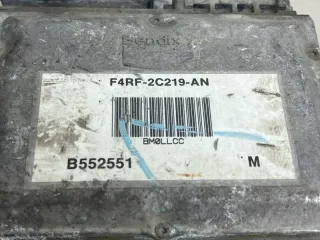 Bendix
F4RF-2C219-AN
BM0LLCC
B552551 M